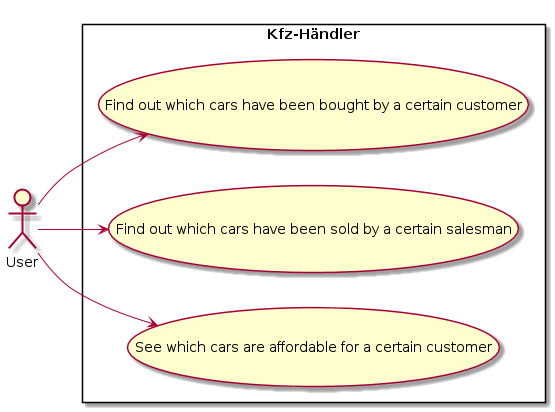 Kfz-Händler
Find out which cars have been bought by a certain customer
Find out which cars have been sold by a certain salesman
User
See which cars are affordable for a certain customer